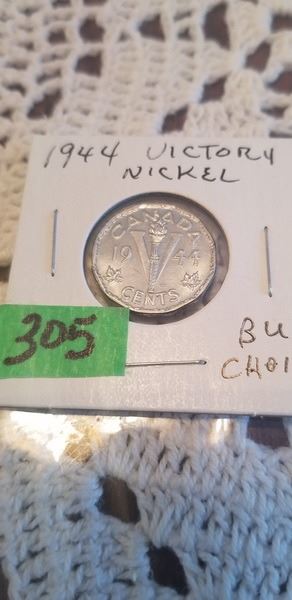 1944 VICTORY
NICKEL
CANADA
19 V 44
CENTS
305
BU
CHOI